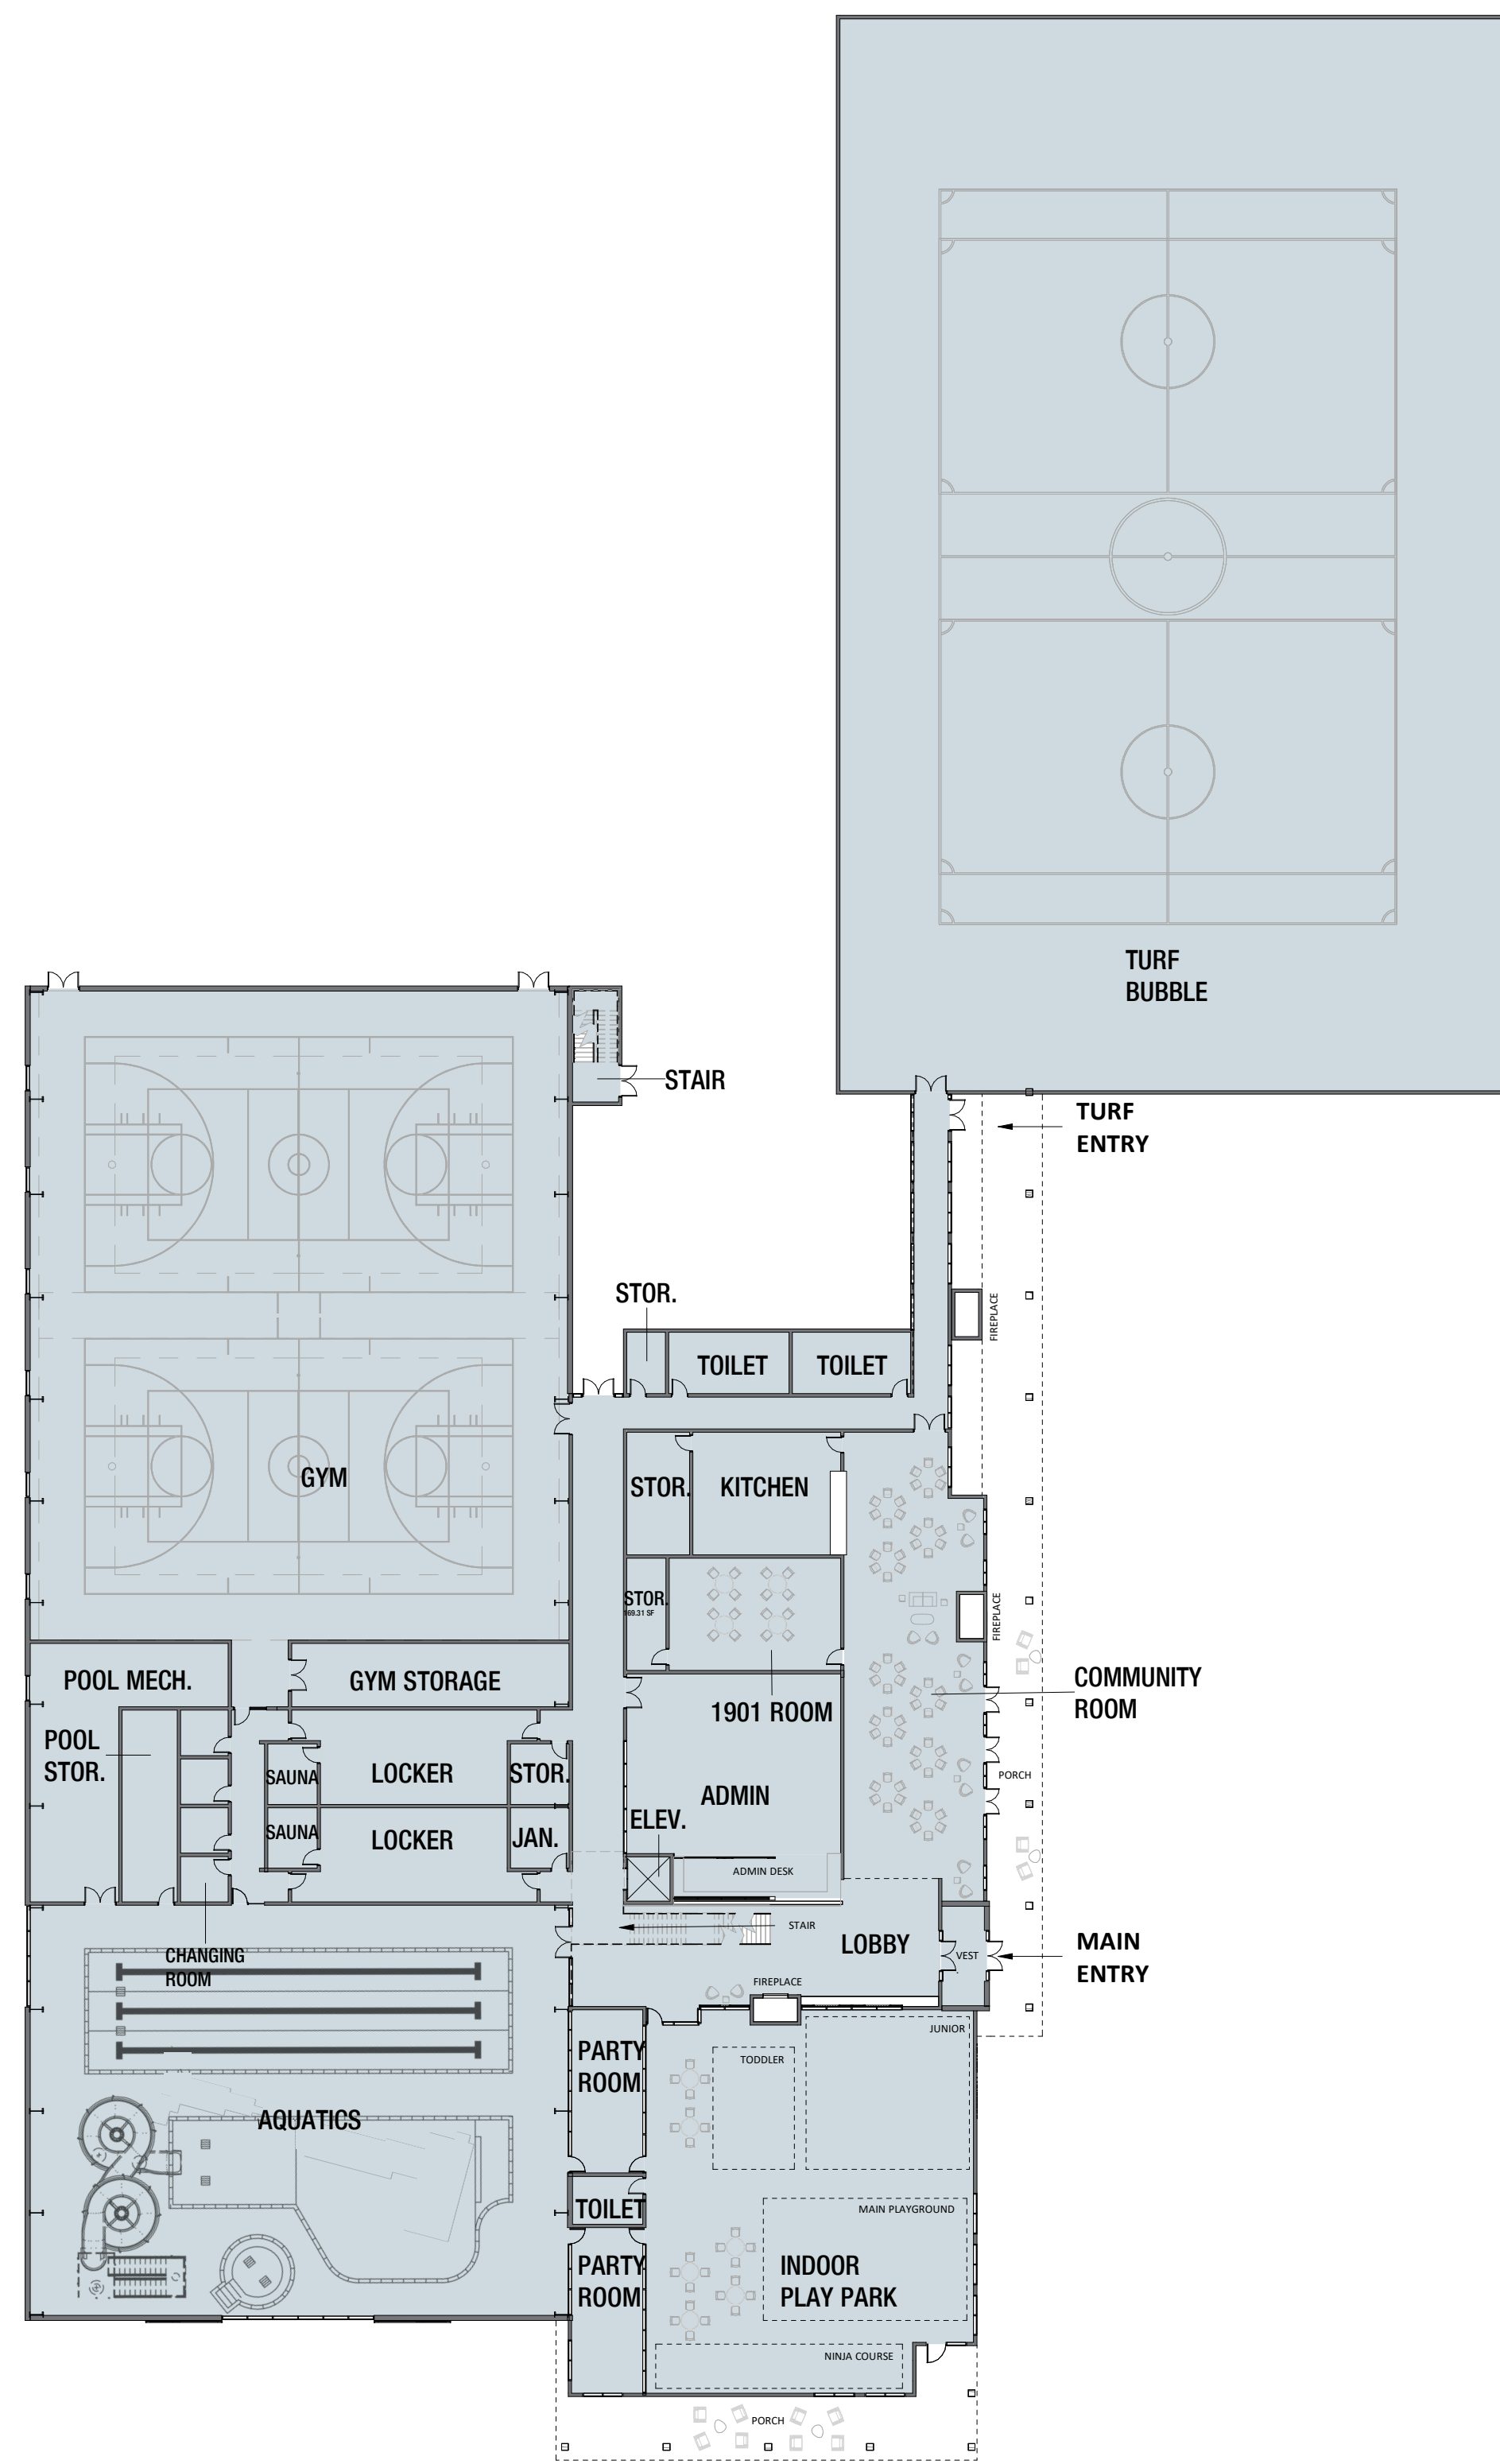 TURF
BUBBLE
STAIR
TURF
ENTRY
STOR.
FIREPLACE
TOILET
TOILET
GYM
STOR.
KITCHEN
STOR.
169.31 SF
FIREPLACE
POOL MECH.
GYM STORAGE
1901 ROOM
COMMUNITY
ROOM
POOL
STOR.
SAUNA
LOCKER
STOR.
ADMIN
PORCH
ELEV.
SAUNA
LOCKER
JAN.
ADMIN DESK
STAIR
LOBBY
VEST
MAIN
ENTRY
CHANGING
ROOM
FIREPLACE
JUNIOR
PARTY
ROOM
TODDLER
AQUATICS
TOILET
MAIN PLAYGROUND
PARTY
ROOM
INDOOR
PLAY PARK
NINJA COURSE
PORCH